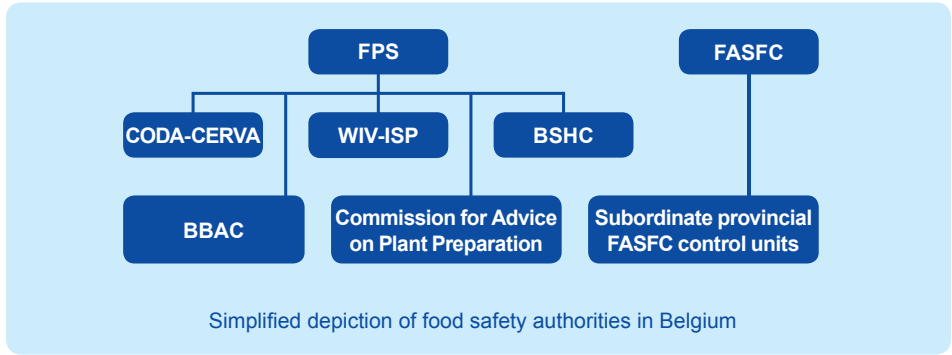 FPS
FASFC
CODA-CERVA
WIV-ISP
BSHC
BBAC
Commission for Advice
on Plant Preparation
Subordinate provincial
FASFC control units
Simplified depiction of food safety authorities in Belgium